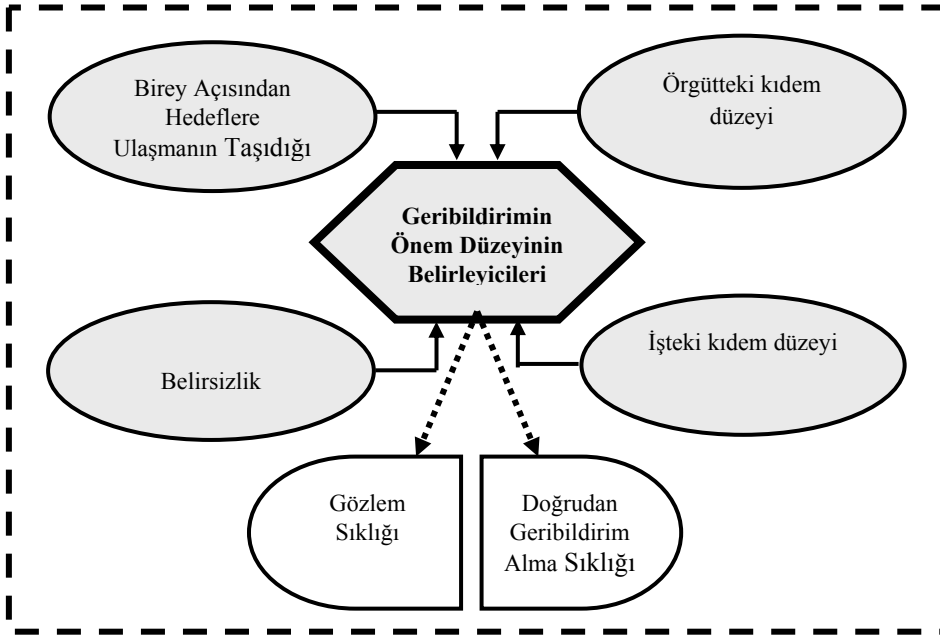 Birey Açısından
Hedeflere
Ulaşmanın Taşıdığı
Örgütteki kıdem
düzeyi
Geribildirimin
Önem Düzeyinin
Belirleyicileri
Belirsizlik
İşteki kıdem düzeyi
Gözlem
Sıklığı
Doğrudan
Geribildirim
Alma Sıklığı